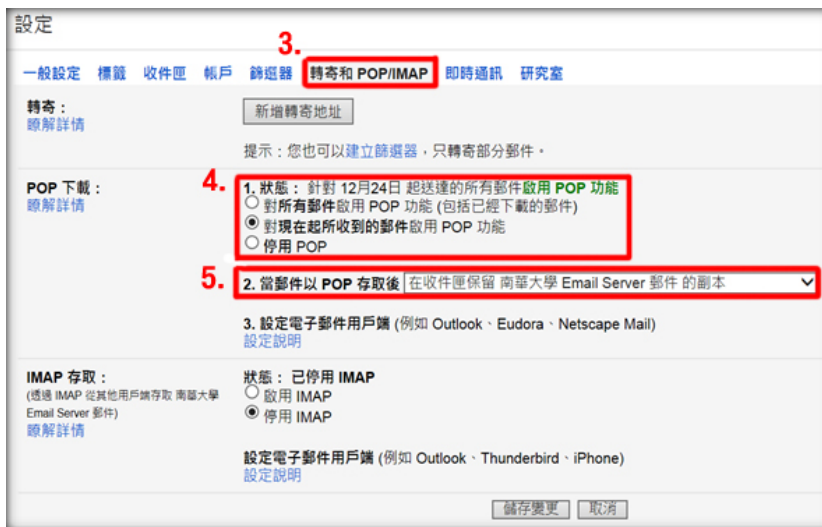 設定
3.
一般設定 標籤 收件匣 帳戶 篩選器 轉寄和 POP/IMAP 即時通訊 研究室
轉寄：
瞭解詳情
新增轉寄地址
提示：您也可以建立篩選器，只轉寄部分郵件。
POP 下載：
瞭解詳情
4.
1. 狀態： 針對 12月24日 起送達的所有郵件啟用 POP 功能
對所有郵件啟用 POP 功能 (包括已經下載的郵件)
對現在起所收到的郵件啟用 POP 功能
停用 POP
5.
2. 當郵件以 POP 存取後 在收件匣保留 南華大學 Email Server 郵件 的副本
3. 設定電子郵件用戶端 (例如 Outlook、Eudora、Netscape Mail)
設定說明
IMAP 存取：
(透過 IMAP 從其他用戶端存取 南華大學
Email Server 郵件)
瞭解詳情
狀態： 已停用 IMAP
啟用 IMAP
停用 IMAP
設定電子郵件用戶端 (例如 Outlook、Thunderbird、iPhone)
設定說明
儲存變更 取消